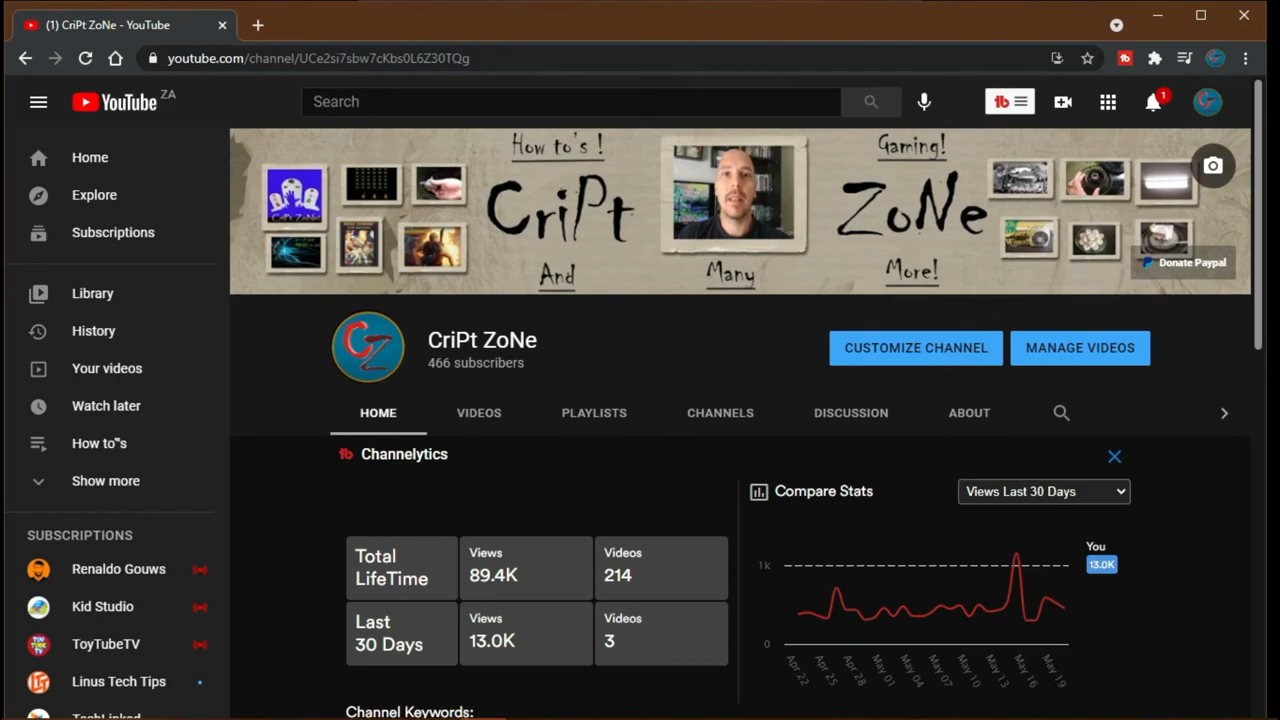 (1) CriPt ZoNe - YouTube
youtube.com/channel/UCe2si7sbw7cKbs0L6Z30TQg
YouTube ZA
Search
1
Home
Explore
Subscriptions
Library
History
Your videos
Watch later
How to"s
Show more
SUBSCRIPTIONS
Renaldo Gouws
Kid Studio
ToyTubeTV
Linus Tech Tips
TechLinked
How to's !
Gaming!
CriPt ZoNe
And
Many
More!
Donate Paypal
CriPt ZoNe
466 subscribers
CUSTOMIZE CHANNEL
MANAGE VIDEOS
HOME VIDEOS PLAYLISTS CHANNELS DISCUSSION ABOUT
Channelytics
Total LifeTime
Views
89.4K
Videos
214
Last 30 Days
Views
13.0K
Videos
3
Channel Keywords:
Compare Stats
Views Last 30 Days
You
13.0K
1k
0
Apr 22
Apr 25
Apr 28
May 01
May 04
May 07
May 10
May 13
May 16
May 19